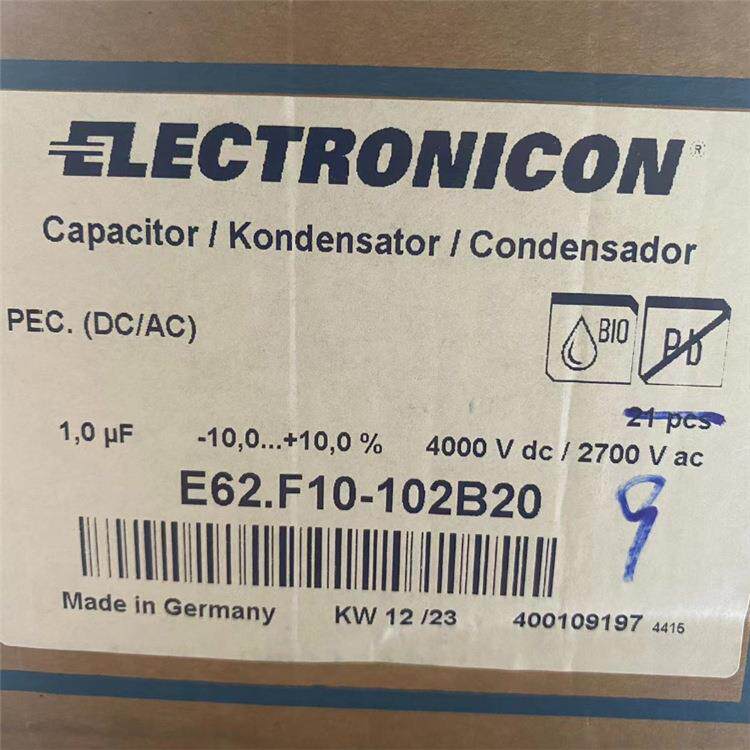 ELECTRONICON®
Capacitor / Kondensator / Condensador
PEC. (DC/AC)
BIO
Pb
21 pcs
1,0 µF -10,0...+10,0 % 4000 V dc / 2700 V ac
E62.F10-102B20
9
Made in Germany KW 12 /23 400109197 4415